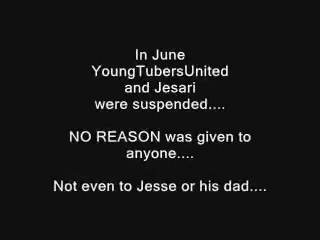 In June
YoungTubersUnited
and Jesari
were suspended....
NO REASON was given to
anyone....
Not even to Jesse or his dad....